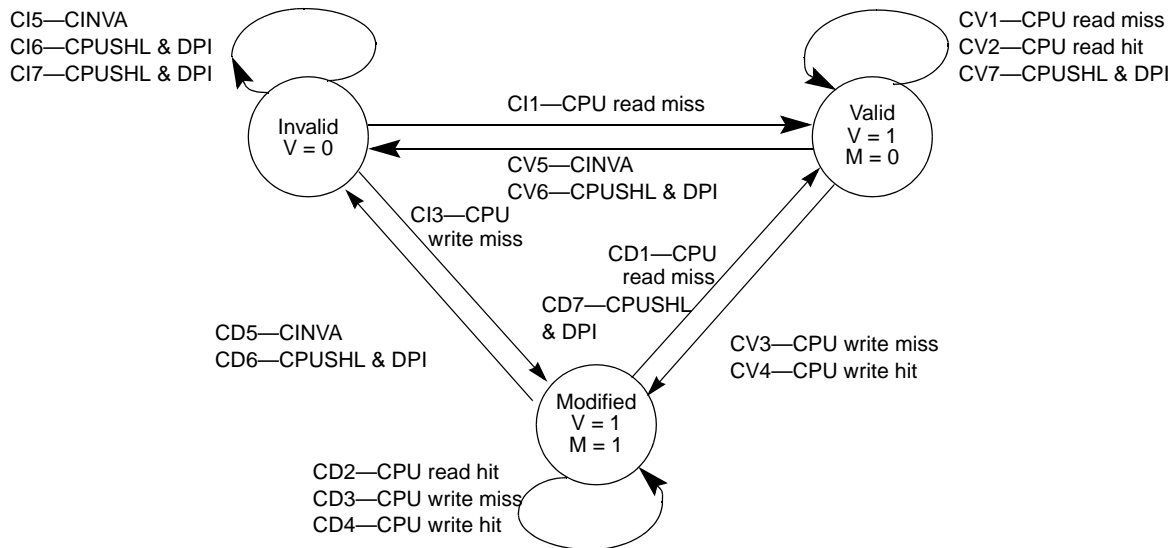 CI5—CINVA
CI6—CPUSHL & DPI
CI7—CPUSHL & DPI
CV1—CPU read miss
CV2—CPU read hit
CV7—CPUSHL & DPI
Invalid
V = 0
CI1—CPU read miss
Valid
V = 1
M = 0
CV5—CINVA
CV6—CPUSHL & DPI
CI3—CPU
write miss
CD1—CPU
read miss
CD7—CPUSHL
& DPI
CD5—CINVA
CD6—CPUSHL & DPI
CV3—CPU write miss
CV4—CPU write hit
Modified
V = 1
M = 1
CD2—CPU read hit
CD3—CPU write miss
CD4—CPU write hit